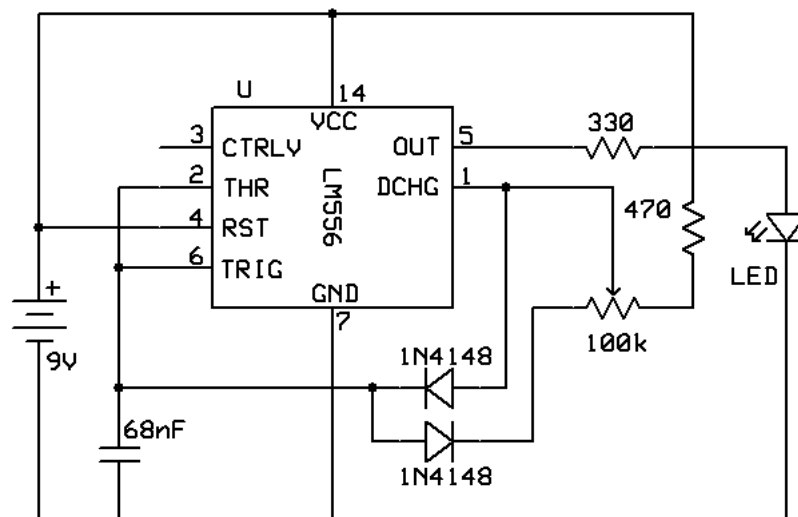 U
14
VCC
3
CTRLV
OUT
5
330
2
THR
DCHG
1
LM556
4
RST
470
6
TRIG
LED
GND
7
+
9V
100k
1N4148
68nF
1N4148